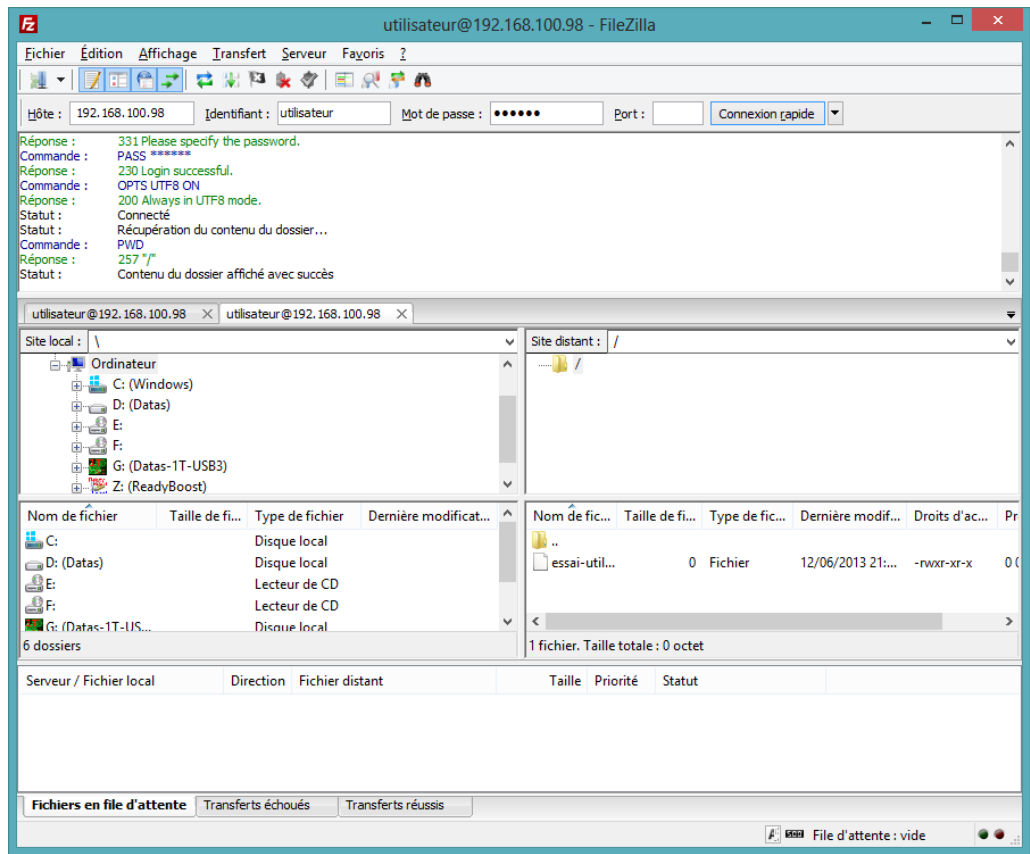 utilisateur@192.168.100.98 - FileZilla
Fichier Édition Affichage Transfert Serveur Favoris ?
Hôte : 192.168.100.98 Identifiant : utilisateur Mot de passe : ●●●●●● Port : Connexion rapide
Réponse : 331 Please specify the password.
Commande : PASS ******
Réponse : 230 Login successful.
Commande : OPTS UTF8 ON
Réponse : 200 Always in UTF8 mode.
Statut : Connecté
Statut : Récupération du contenu du dossier...
Commande : PWD
Réponse : 257 "/"
Statut : Contenu du dossier affiché avec succès
utilisateur@192.168.100.98 utilisateur@192.168.100.98
Site local : \
Ordinateur
C: (Windows)
D: (Datas)
E:
F:
G: (Datas-1T-USB3)
Z: (ReadyBoost)
Site distant : /
/
Nom de fichier Taille de fi... Type de fichier Dernière modificat...
C: Disque local
D: (Datas) Disque local
E: Lecteur de CD
F: Lecteur de CD
G: (Datas-1T-US... Disque local
6 dossiers
Nom de fic... Taille de fi... Type de fic... Dernière modif... Droits d'ac... Pr
..
essai-util... 0 Fichier 12/06/2013 21:... -rwxr-xr-x 0 (
1 fichier. Taille totale : 0 octet
Serveur / Fichier local Direction Fichier distant Taille Priorité Statut
Fichiers en file d'attente Transferts échoués Transferts réussis
File d'attente : vide